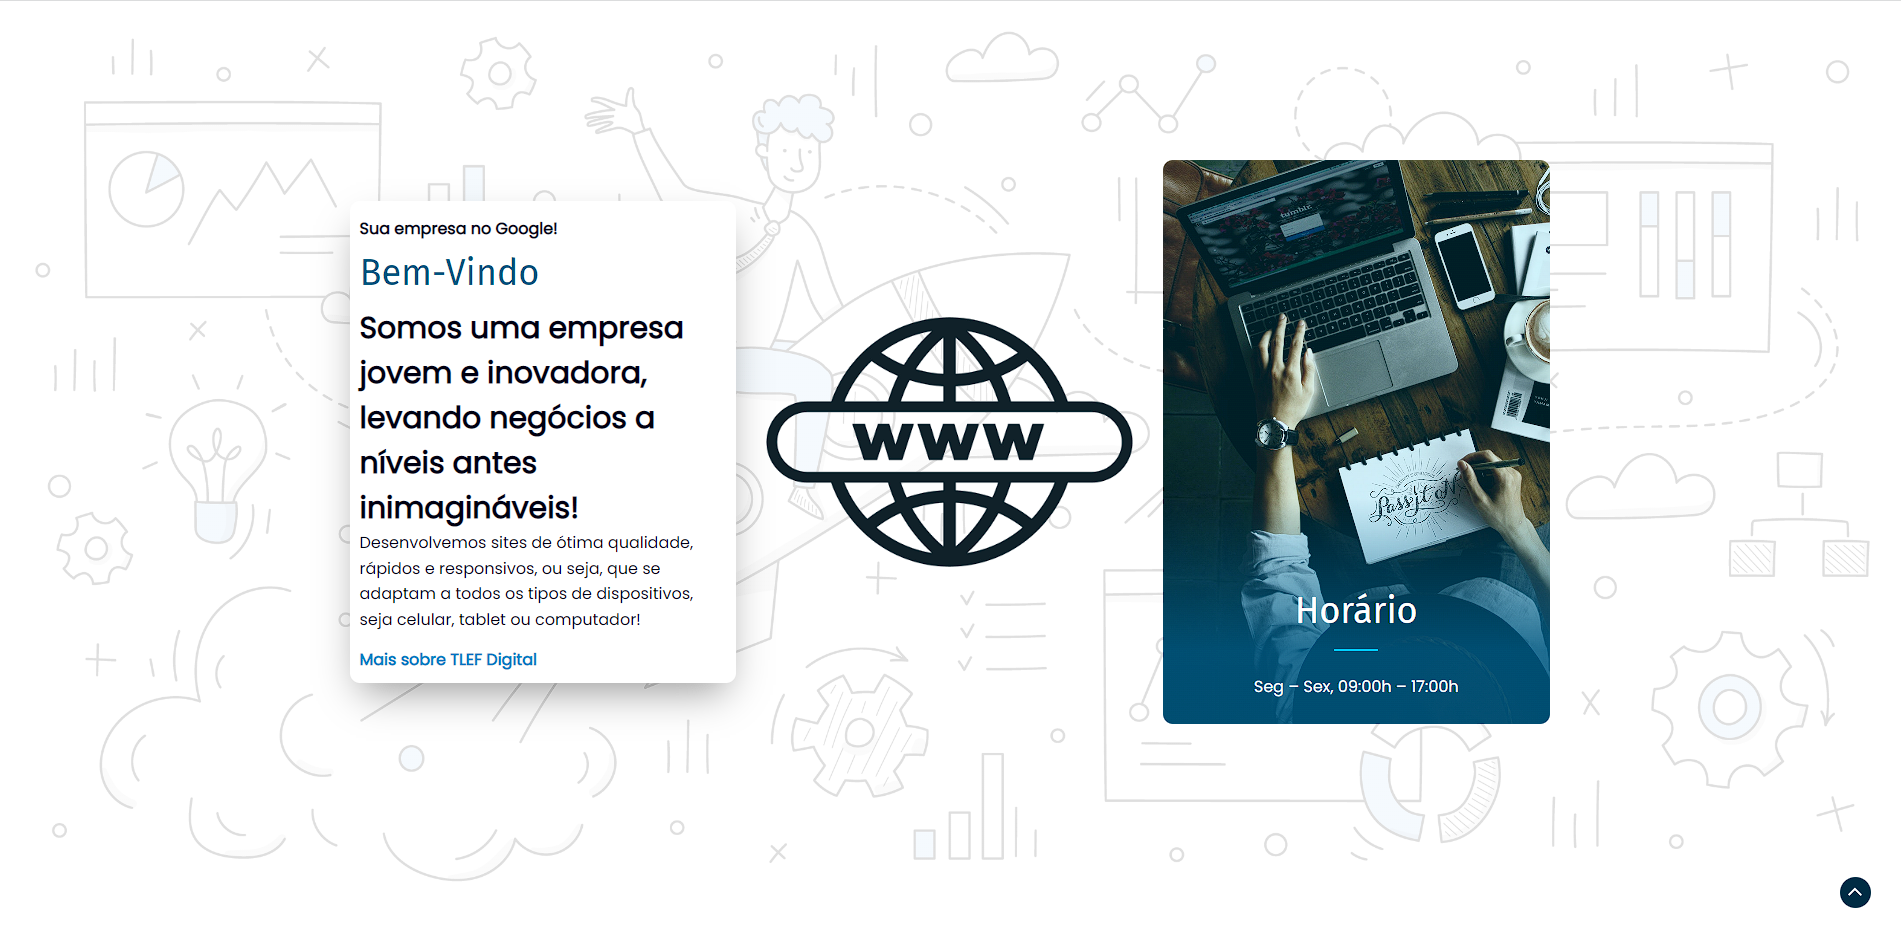 Sua empresa no Google!
Bem-Vindo
Somos uma empresa
jovem e inovadora,
levando negócios a
níveis antes
inimagináveis!
Desenvolvemos sites de ótima qualidade,
rápidos e responsivos, ou seja, que se
adaptam a todos os tipos de dispositivos,
seja celular, tablet ou computador!
Mais sobre TLEF Digital
www
tumblr.
Horário
Seg – Sex, 09:00h – 17:00h